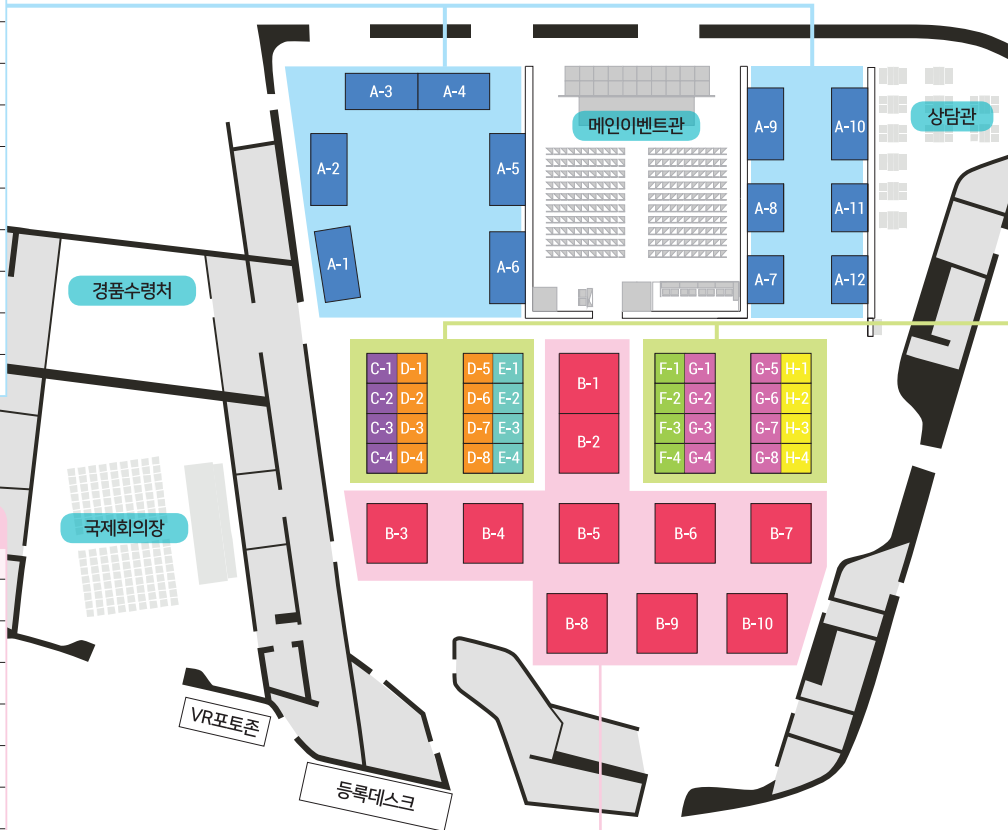 A-3 A-4
메인이벤트관
상담관
A-2 A-5 A-9 A-10
A-8 A-11
A-1 A-6 A-7 A-12
경품수령처
C-1 D-1 D-5 E-1 B-1 F-1 G-1 G-5 H-1
C-2 D-2 D-6 E-2 F-2 G-2 G-6 H-2
C-3 D-3 D-7 E-3 B-2 F-3 G-3 G-7 H-3
C-4 D-4 D-8 E-4 F-4 G-4 G-8 H-4
국제회의장
B-3 B-4 B-5 B-6 B-7
B-8 B-9 B-10
VR포토존
등록데스크